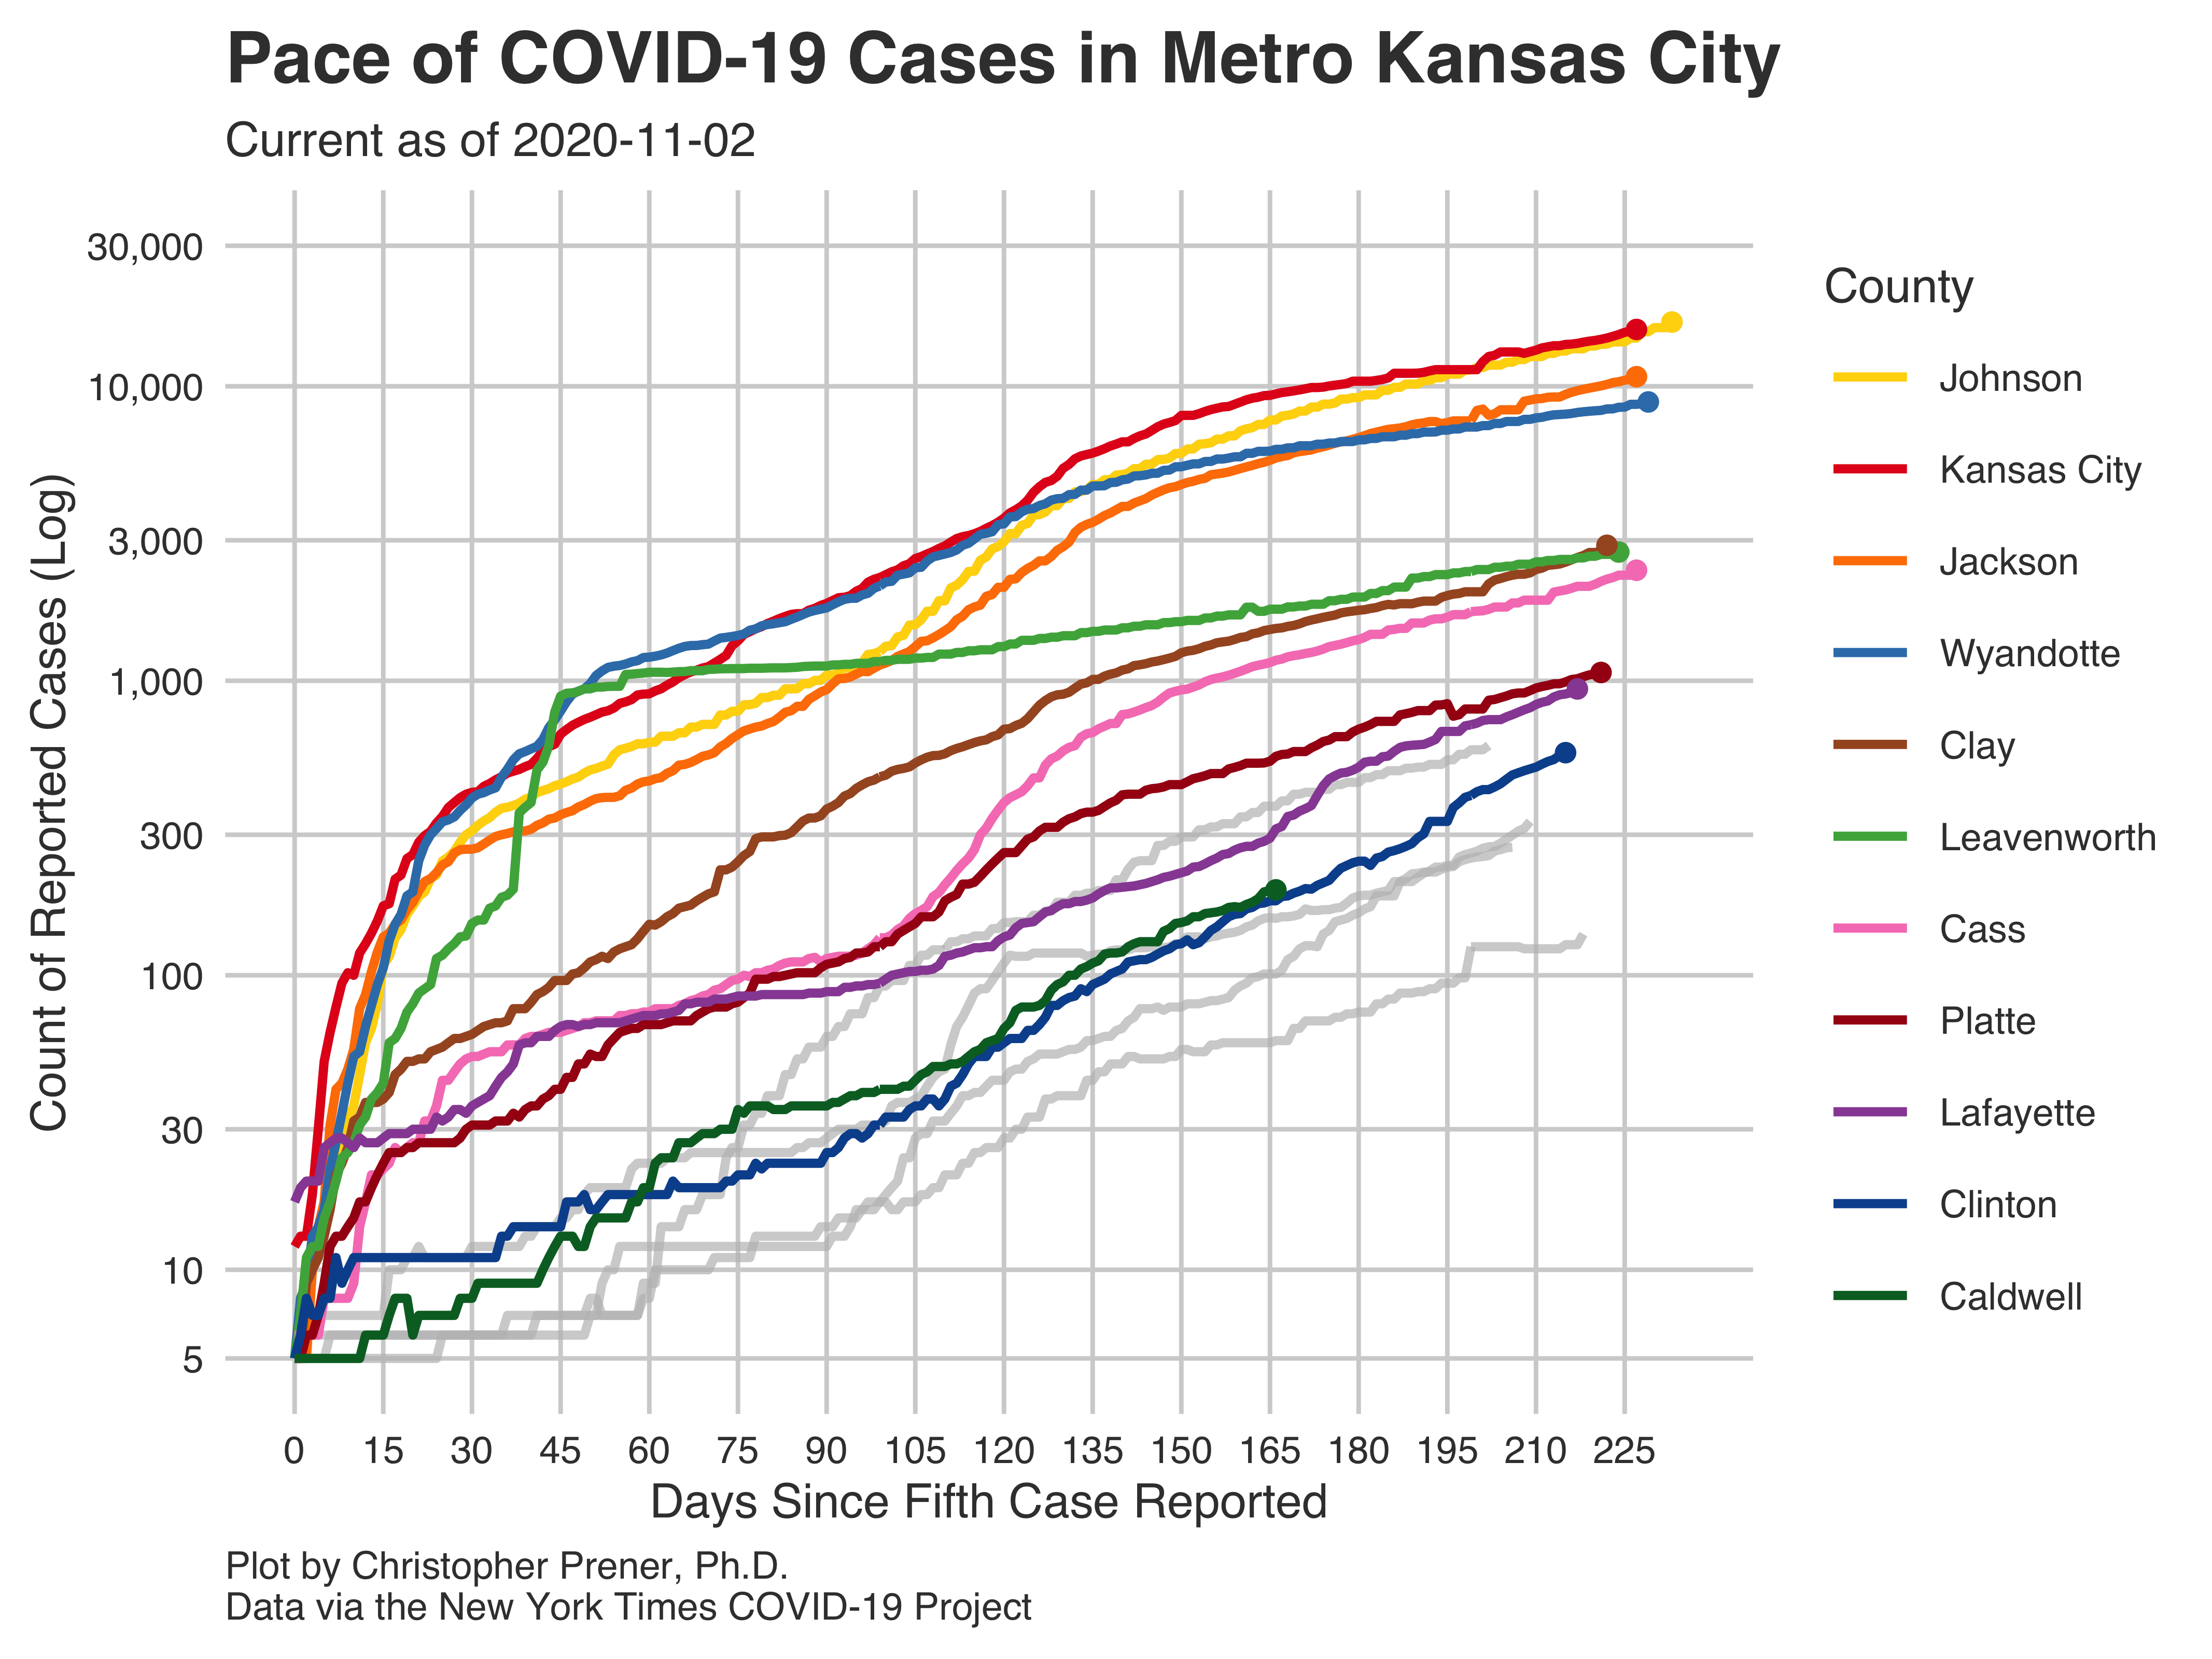 Pace of COVID-19 Cases in Metro Kansas City
Current as of 2020-11-02
Count of Reported Cases (Log)
30,000
10,000
3,000
1,000
300
100
30
10
5
0 15 30 45 60 75 90 105 120 135 150 165 180 195 210 225
Days Since Fifth Case Reported
County
Johnson
Kansas City
Jackson
Wyandotte
Clay
Leavenworth
Cass
Platte
Lafayette
Clinton
Caldwell
Plot by Christopher Prener, Ph.D.
Data via the New York Times COVID-19 Project